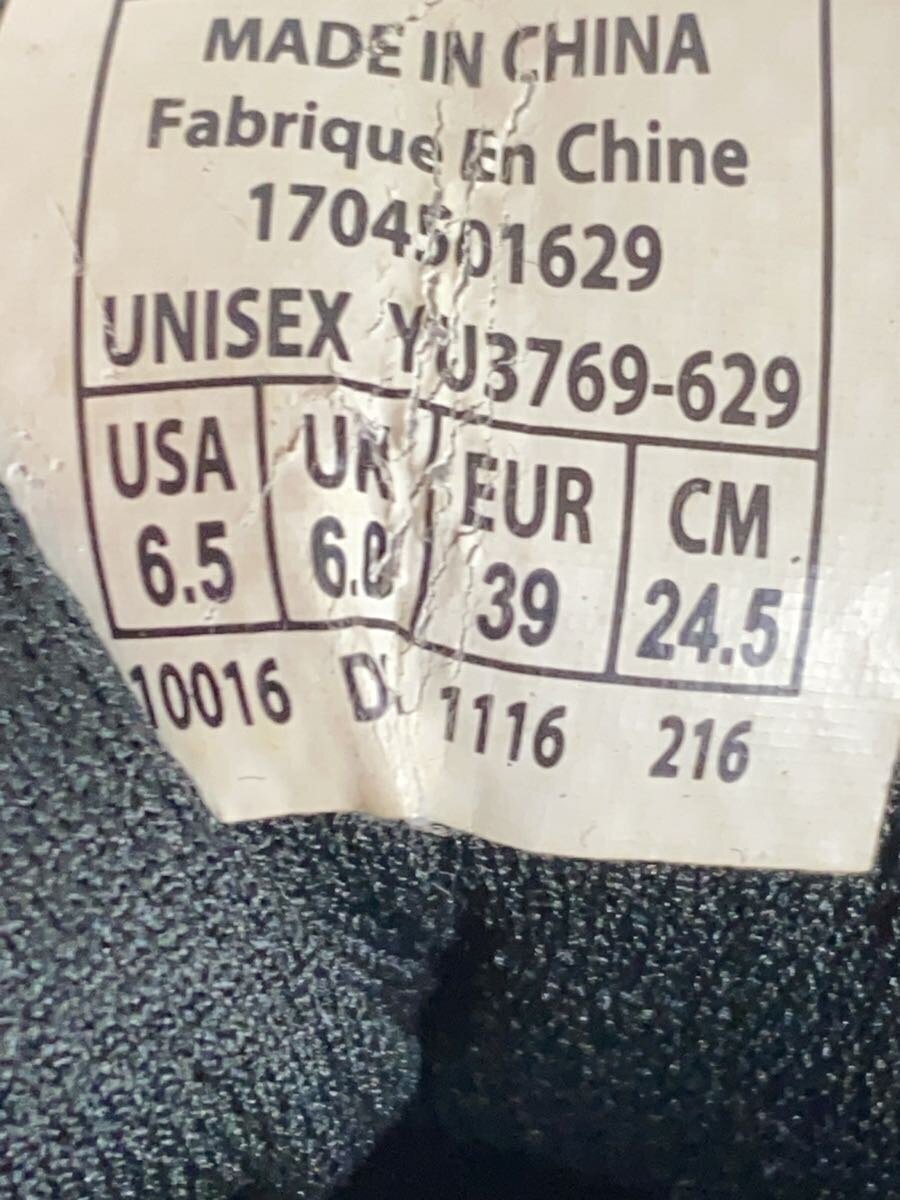 MADE IN CHINA
Fabrique En Chine
1704501629
UNISEX YU3769-629
USA UK EUR CM
6.5 6.0 39 24.5
10016 1116 216